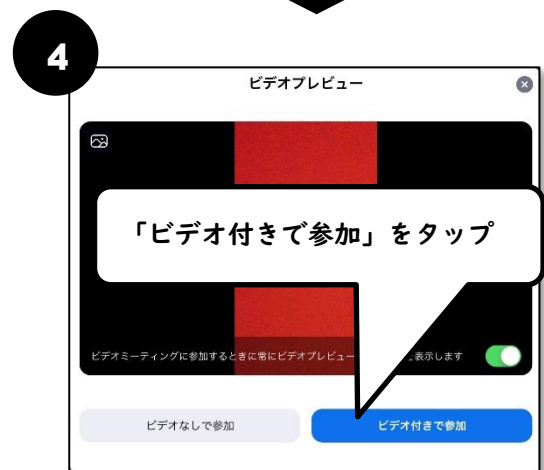 4
ビデオプレビュー
「ビデオ付きで参加」をタップ
ビデオミーティングに参加するときに常にビデオプレビュー を表示します
ビデオなしで参加
ビデオ付きで参加